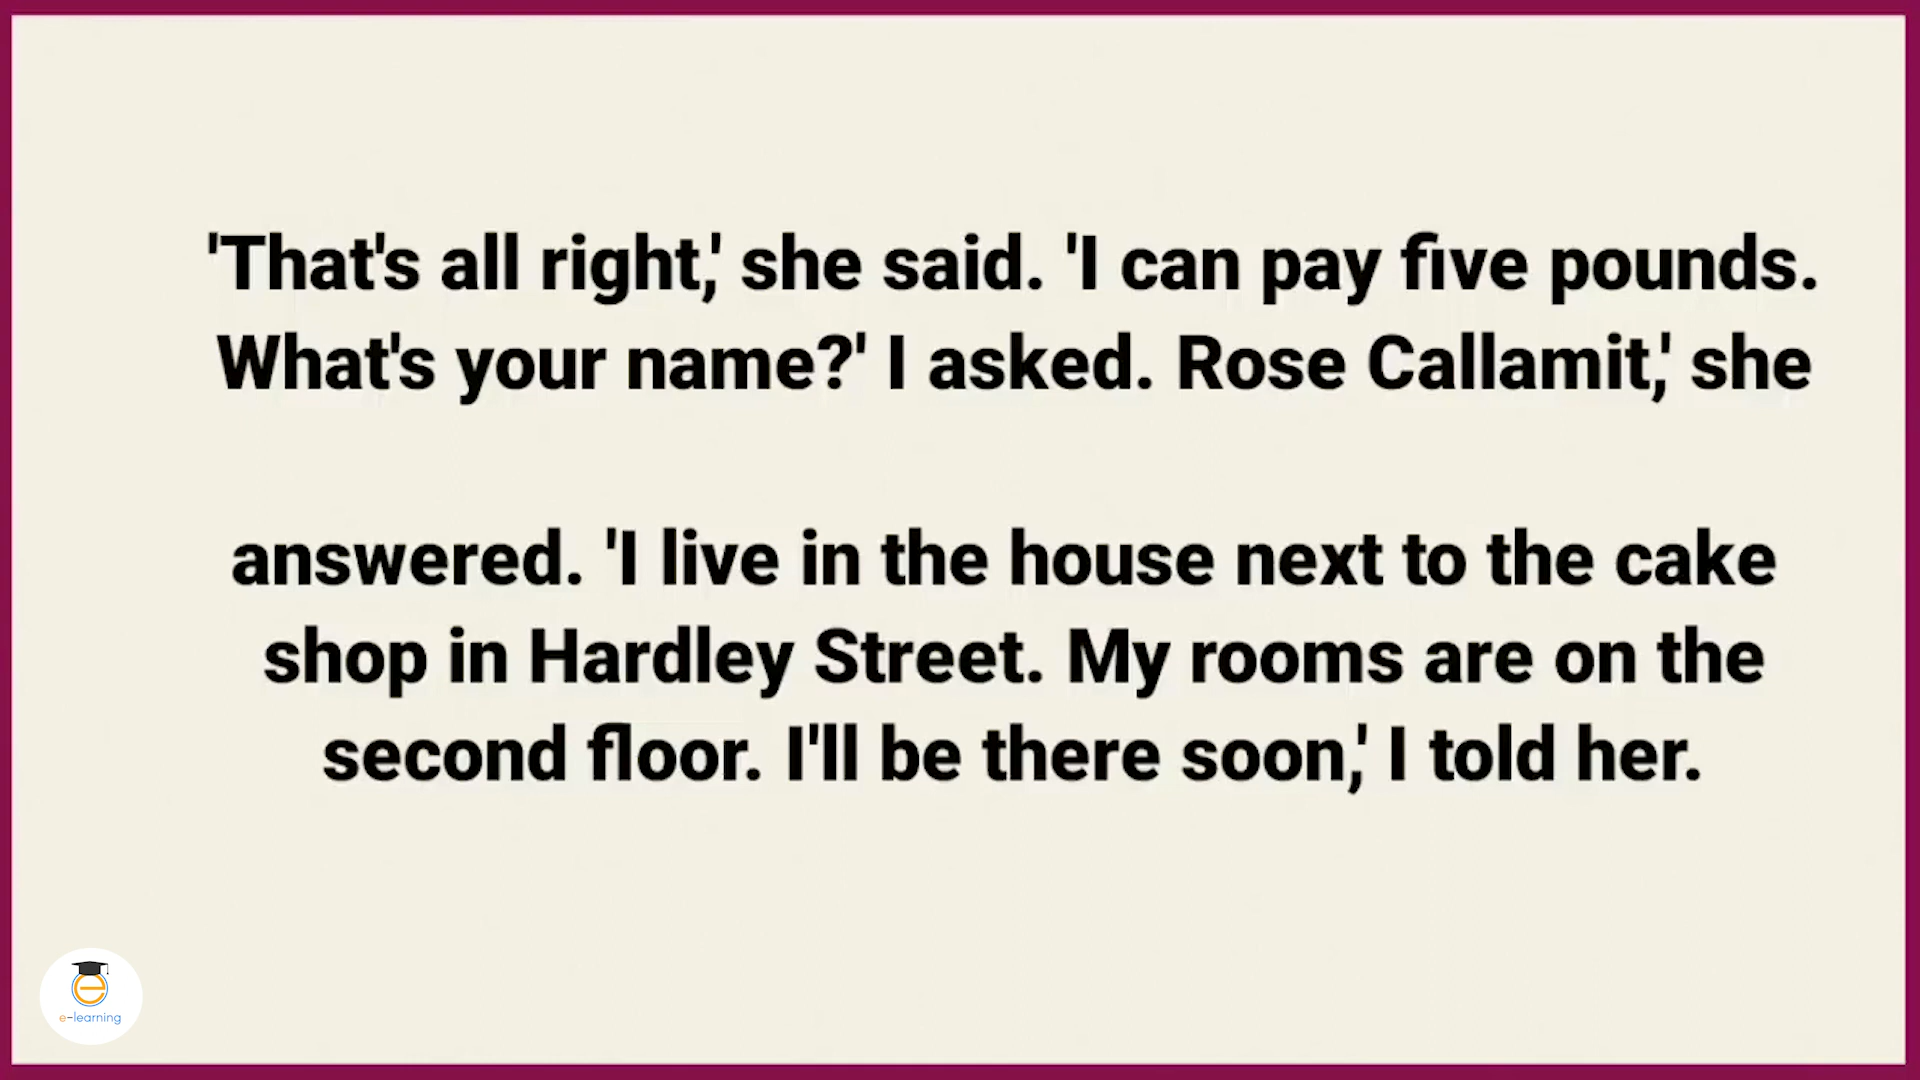 'That's all right,' she said. 'I can pay five pounds.
What's your name?' I asked. Rose Callamit,' she
answered. 'I live in the house next to the cake
shop in Hardley Street. My rooms are on the
second floor. I'll be there soon,' I told her.
e-learning